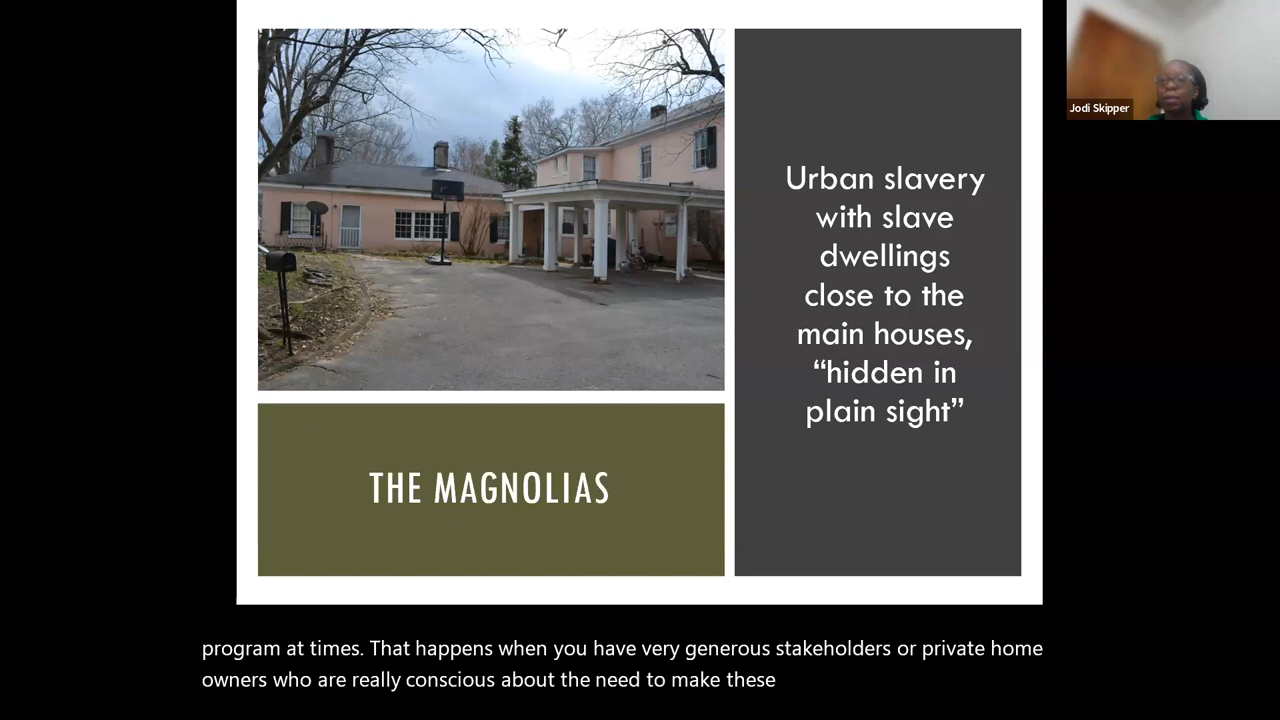 Jodi Skipper
Urban slavery
with slave
dwellings
close to the
main houses,
“hidden in
plain sight”
THE MAGNOLIAS
program at times. That happens when you have very generous stakeholders or private home
owners who are really conscious about the need to make these